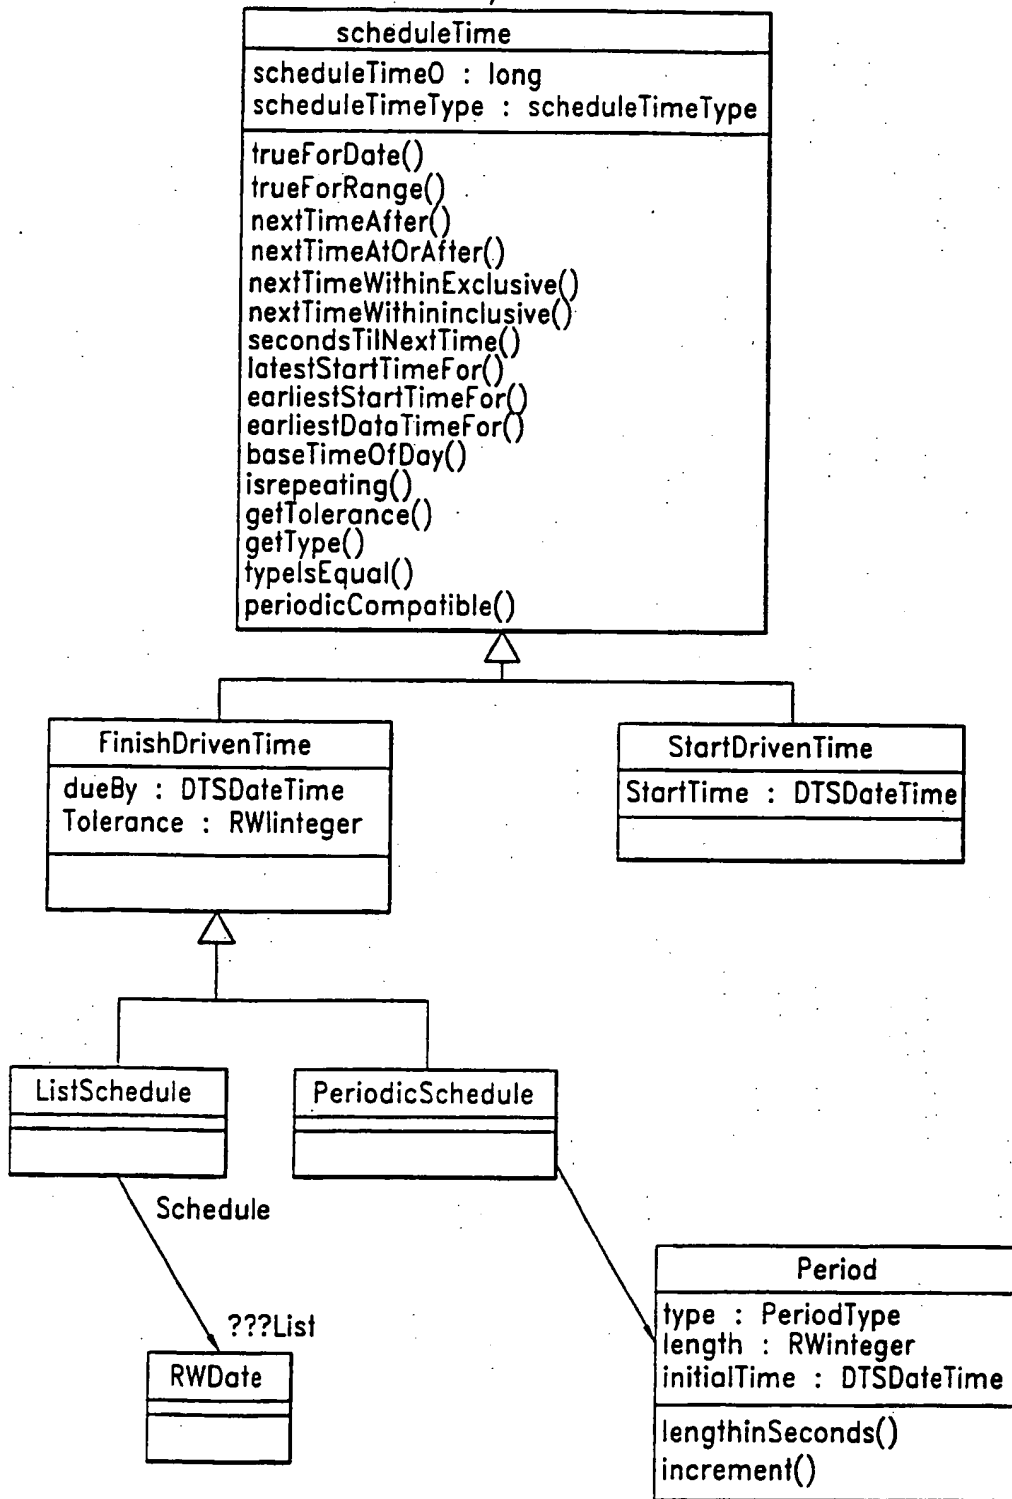 scheduleTime
scheduleTimeO : long
scheduleTimeType : scheduleTimeType
trueForDate()
trueForRange()
nextTimeAfter()
nextTimeAtOrAfter()
nextTimeWithinExclusive()
nextTimeWithininclusive()
secondsTilNextTime()
latestStartTimeFor()
earliestStartTimeFor()
earliestDataTimeFor()
baseTimeOfDay()
isrepeating()
getTolerance()
getType()
typeIsEqual()
periodicCompatible()
FinishDrivenTime
dueBy : DTSDateTime
Tolerance : RWlinteger
StartDrivenTime
StartTime : DTSDateTime
ListSchedule
PeriodicSchedule
Schedule
???List
RWDate
Period
type : PeriodType
length : RWinteger
initialTime : DTSDateTime
lengthinSeconds()
increment()